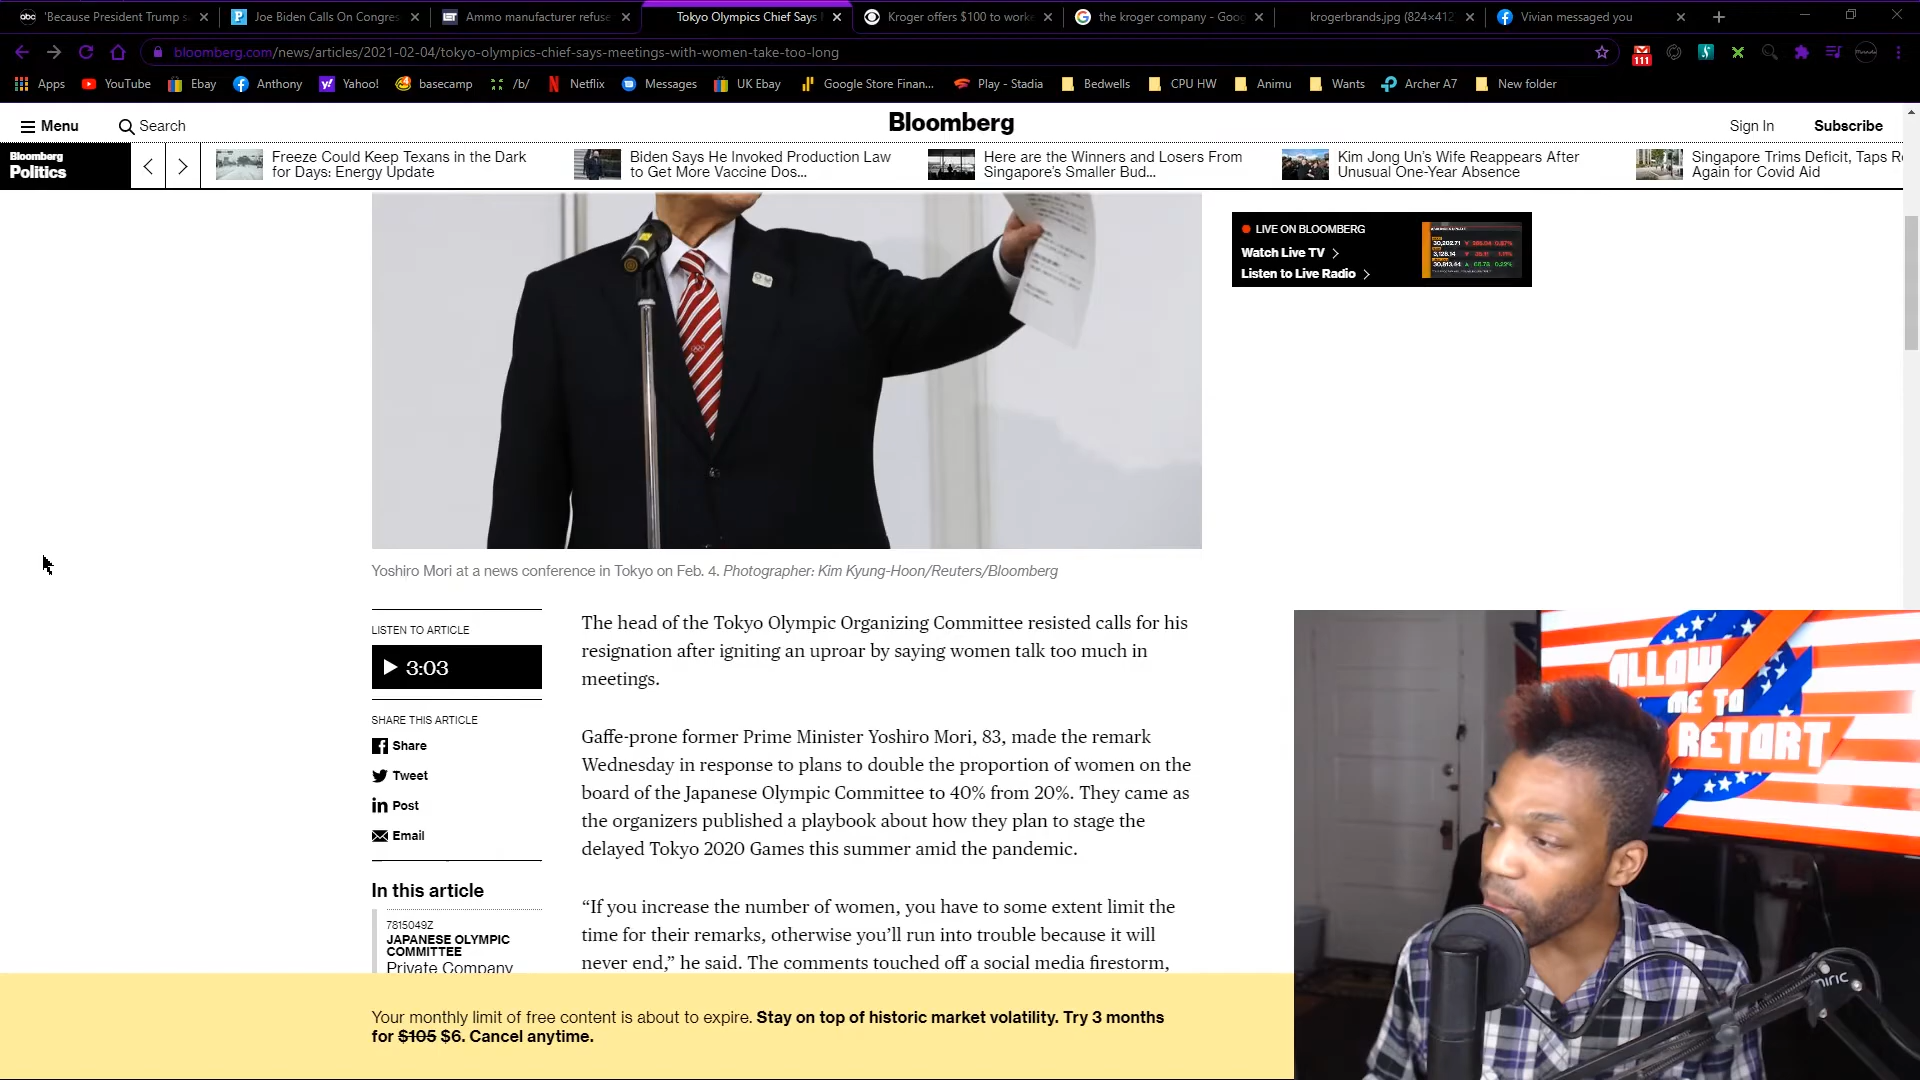 'Because President Trump s
Joe Biden Calls On Congres
Ammo manufacturer refuse
Tokyo Olympics Chief Says
Kroger offers $100 to worke
the kroger company - Goo
krogerbrands.jpg (824×412
Vivian messaged you
bloomberg.com/news/articles/2021-02-04/tokyo-olympics-chief-says-meetings-with-women-take-too-long
111
Apps
YouTube
Ebay
Anthony
Yahoo!
basecamp
/b/
Netflix
Messages
UK Ebay
Google Store Finan...
Play - Stadia
Bedwells
CPU HW
Animu
Wants
Archer A7
New folder
Menu
Search
Bloomberg
Sign In
Subscribe
Bloomberg
Politics
Freeze Could Keep Texans in the Dark
for Days: Energy Update
Biden Says He Invoked Production Law
to Get More Vaccine Dos...
Here are the Winners and Losers From
Singapore's Smaller Bud...
Kim Jong Un's Wife Reappears After
Unusual One-Year Absence
Singapore Trims Deficit, Taps R
Again for Covid Aid
LIVE ON BLOOMBERG
Watch Live TV
Listen to Live Radio
Yoshiro Mori at a news conference in Tokyo on Feb. 4. Photographer: Kim Kyung-Hoon/Reuters/Bloomberg
LISTEN TO ARTICLE
3:03
SHARE THIS ARTICLE
Share
Tweet
Post
Email
In this article
7815049Z
JAPANESE OLYMPIC
COMMITTEE
Private Company
The head of the Tokyo Olympic Organizing Committee resisted calls for his
resignation after igniting an uproar by saying women talk too much in
meetings.
Gaffe-prone former Prime Minister Yoshiro Mori, 83, made the remark
Wednesday in response to plans to double the proportion of women on the
board of the Japanese Olympic Committee to 40% from 20%. They came as
the organizers published a playbook about how they plan to stage the
delayed Tokyo 2020 Games this summer amid the pandemic.
“If you increase the number of women, you have to some extent limit the
time for their remarks, otherwise you'll run into trouble because it will
never end,” he said. The comments touched off a social media firestorm,
ALLOW
ME TO
RETORT
Your monthly limit of free content is about to expire. Stay on top of historic market volatility. Try 3 months
for $105 $6. Cancel anytime.